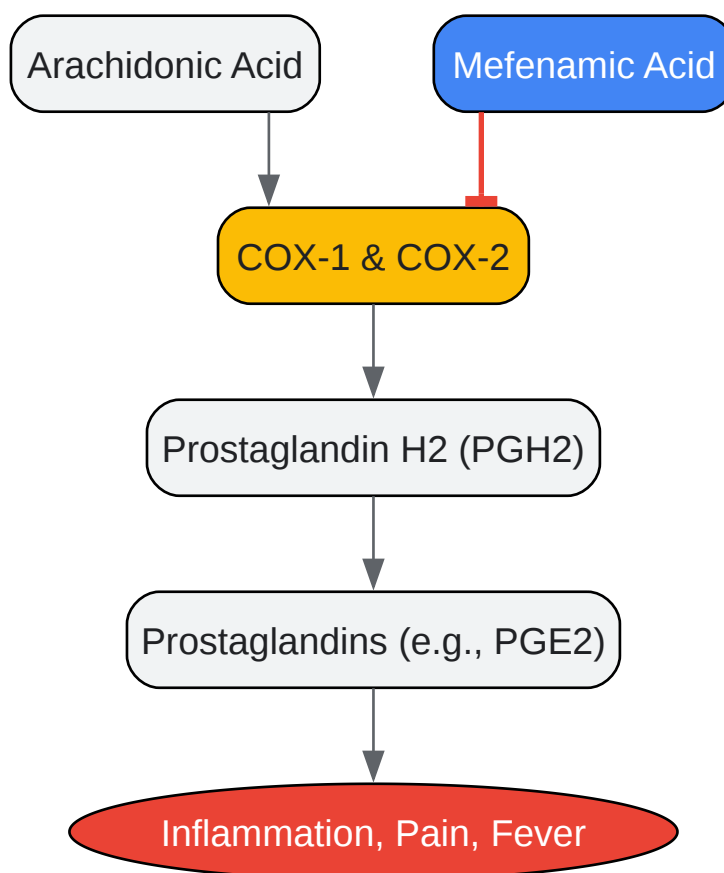 Arachidonic Acid
Mefenamic Acid
COX-1 & COX-2
Prostaglandin H2 (PGH2)
Prostaglandins (e.g., PGE2)
Inflammation, Pain, Fever